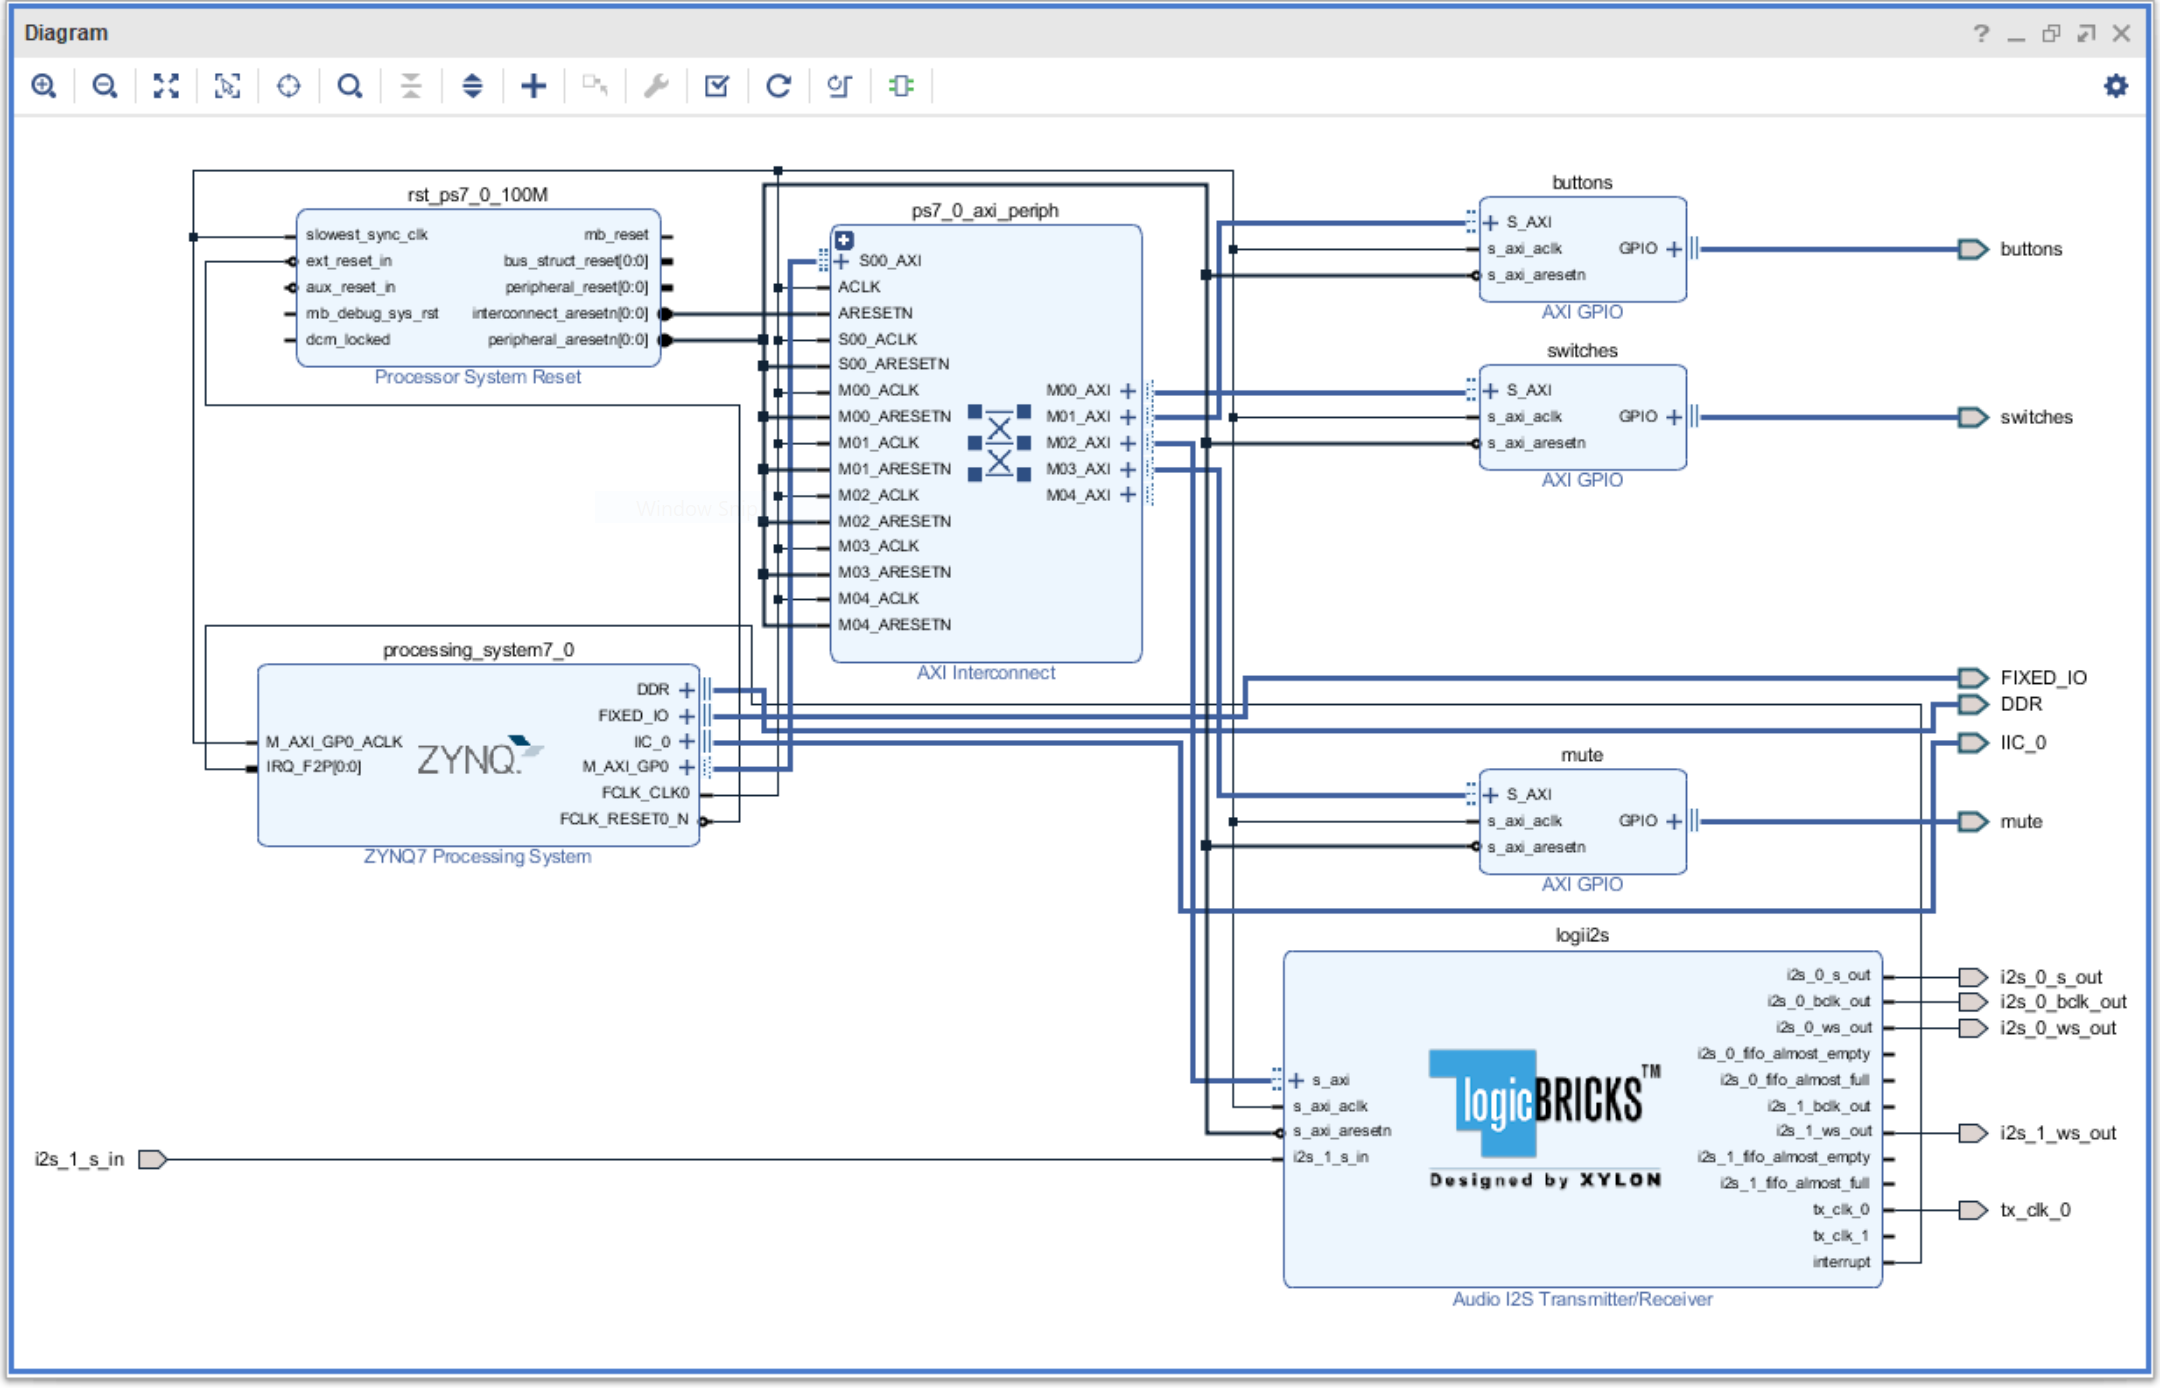 Diagram
rst_ps7_0_100M
slowest_sync_clk
ext_reset_in
aux_reset_in
mb_debug_sys_rst
dcm_locked
mb_reset
bus_struct_reset[0:0]
peripheral_reset[0:0]
interconnect_aresetn[0:0]
peripheral_aresetn[0:0]
Processor System Reset
ps7_0_axi_periph
S00_AXI
ACLK
ARESETN
S00_ACLK
S00_ARESETN
M00_ACLK
M00_ARESETN
M01_ACLK
M01_ARESETN
M02_ACLK
M02_ARESETN
M03_ACLK
M03_ARESETN
M04_ACLK
M04_ARESETN
M00_AXI
M01_AXI
M02_AXI
M03_AXI
M04_AXI
AXI Interconnect
buttons
S_AXI
s_axi_aclk
s_axi_aresetn
GPIO
AXI GPIO
buttons
switches
S_AXI
s_axi_aclk
s_axi_aresetn
GPIO
AXI GPIO
switches
Window Snip
processing_system7_0
M_AXI_GP0_ACLK
IRQ_F2P[0:0]
ZYNQ.
DDR
FIXED_IO
IIC_0
M_AXI_GP0
FCLK_CLK0
FCLK_RESET0_N
ZYNQ7 Processing System
FIXED_IO
DDR
IIC_0
mute
S_AXI
s_axi_aclk
s_axi_aresetn
GPIO
AXI GPIO
mute
logii2s
s_axi
s_axi_aclk
s_axi_aresetn
i2s_1_s_in
logicBRICKS™
Designed by XYLON
i2s_0_s_out
i2s_0_bclk_out
i2s_0_ws_out
i2s_0_fifo_almost_empty
i2s_0_fifo_almost_full
i2s_1_bclk_out
i2s_1_ws_out
i2s_1_fifo_almost_empty
i2s_1_fifo_almost_full
tx_clk_0
tx_clk_1
interrupt
Audio I2S Transmitter/Receiver
i2s_0_s_out
i2s_0_bclk_out
i2s_0_ws_out
i2s_1_ws_out
tx_clk_0
i2s_1_s_in